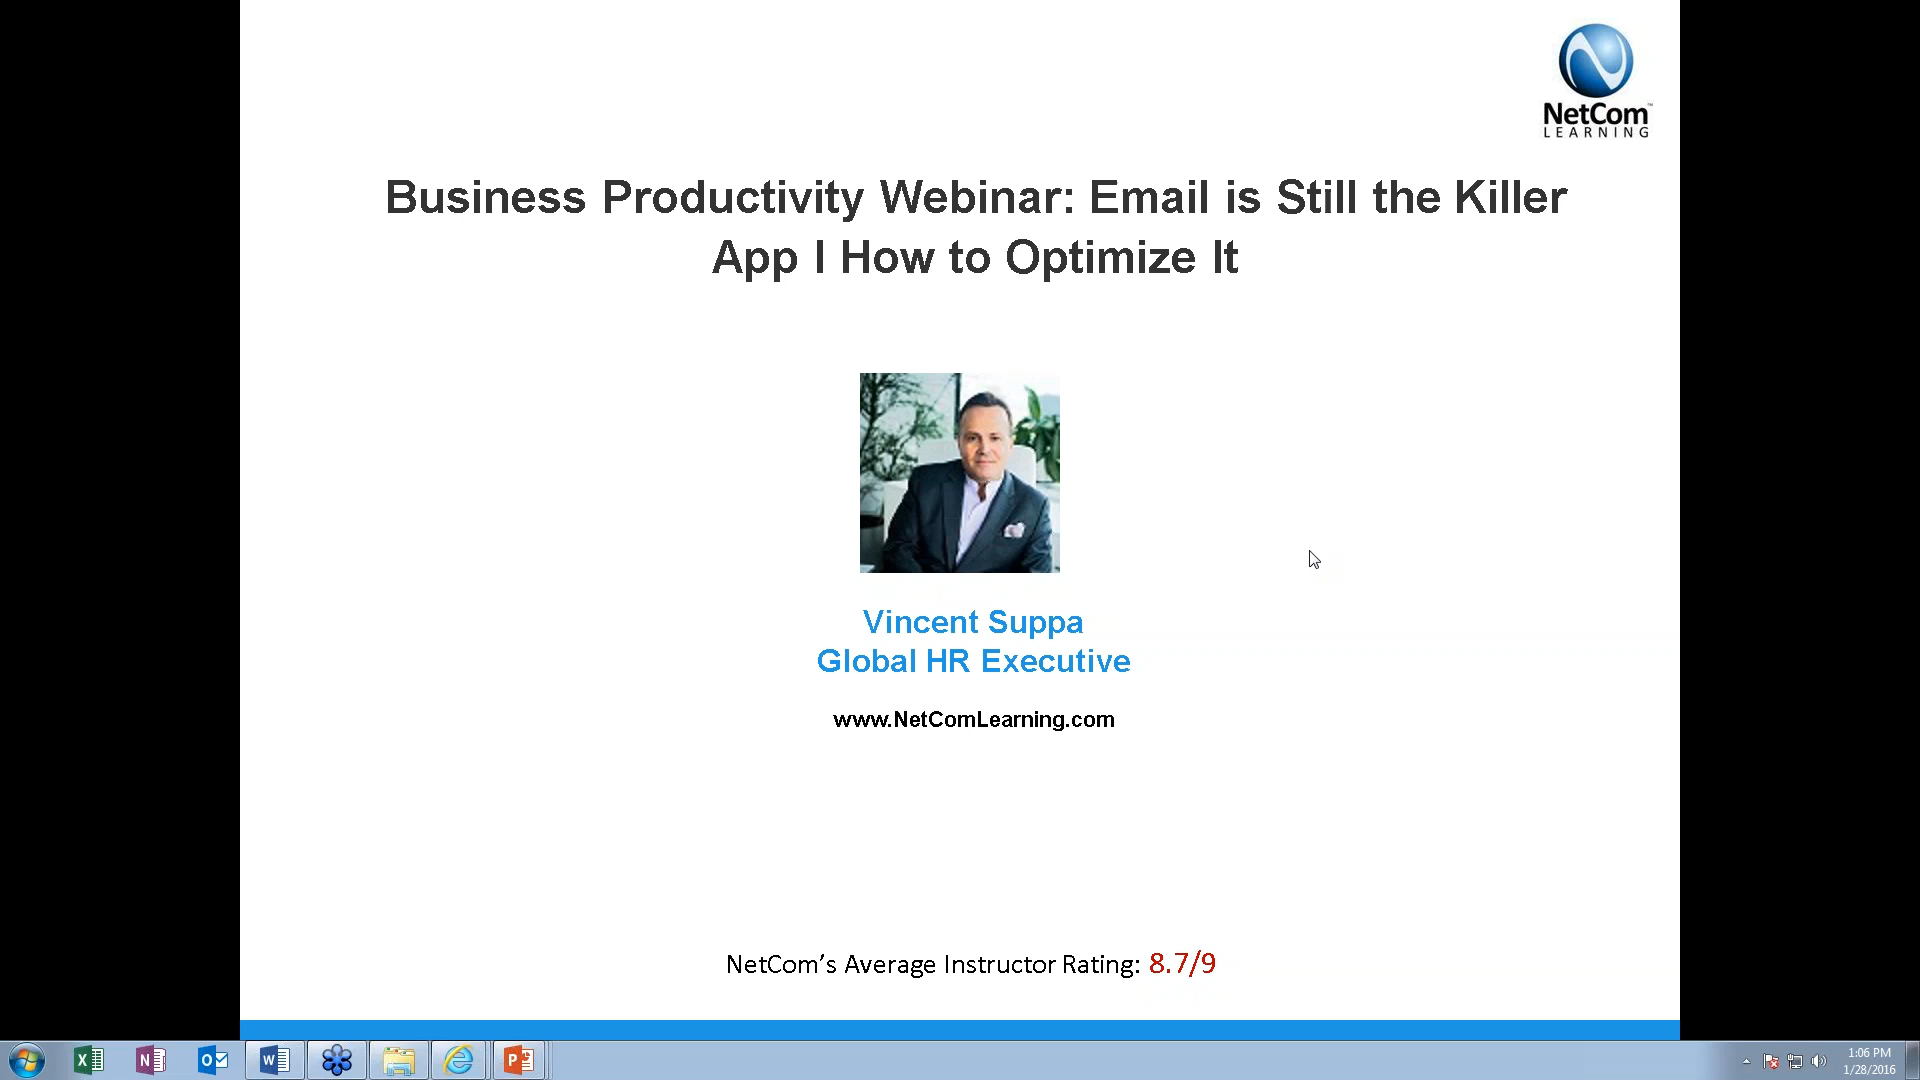 NetCom™
LEARNING
Business Productivity Webinar: Email is Still the Killer
App I How to Optimize It
Vincent Suppa
Global HR Executive
www.NetComLearning.com
NetCom's Average Instructor Rating: 8.7/9
1:06 PM
1/28/2016